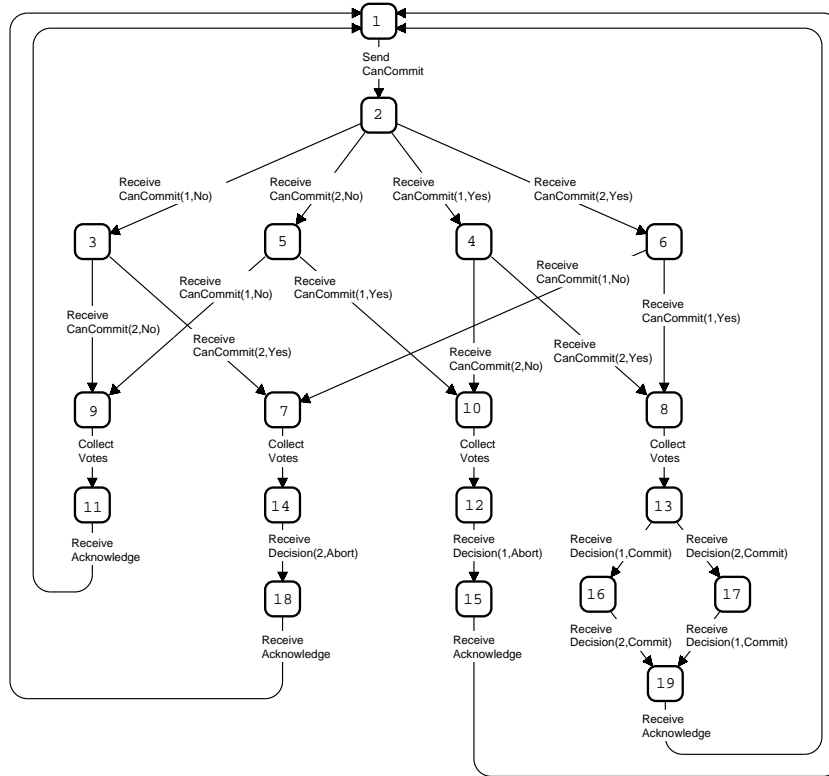 1
Send
CanCommit
2
Receive
CanCommit(1,No)
Receive
CanCommit(2,No)
Receive
CanCommit(1,Yes)
Receive
CanCommit(2,Yes)
3
5
4
6
Receive
CanCommit(2,No)
Receive
CanCommit(1,No)
Receive
CanCommit(2,Yes)
Receive
CanCommit(1,Yes)
Receive
CanCommit(2,No)
Receive
CanCommit(1,No)
Receive
CanCommit(2,Yes)
Receive
CanCommit(1,Yes)
9
7
10
8
Collect
Votes
Collect
Votes
Collect
Votes
Collect
Votes
11
14
12
13
Receive
Acknowledge
Receive
Decision(2,Abort)
Receive
Decision(1,Abort)
Receive
Decision(1,Commit)
Receive
Decision(2,Commit)
18
15
16
17
Receive
Acknowledge
Receive
Acknowledge
Receive
Decision(2,Commit)
Receive
Decision(1,Commit)
19
Receive
Acknowledge